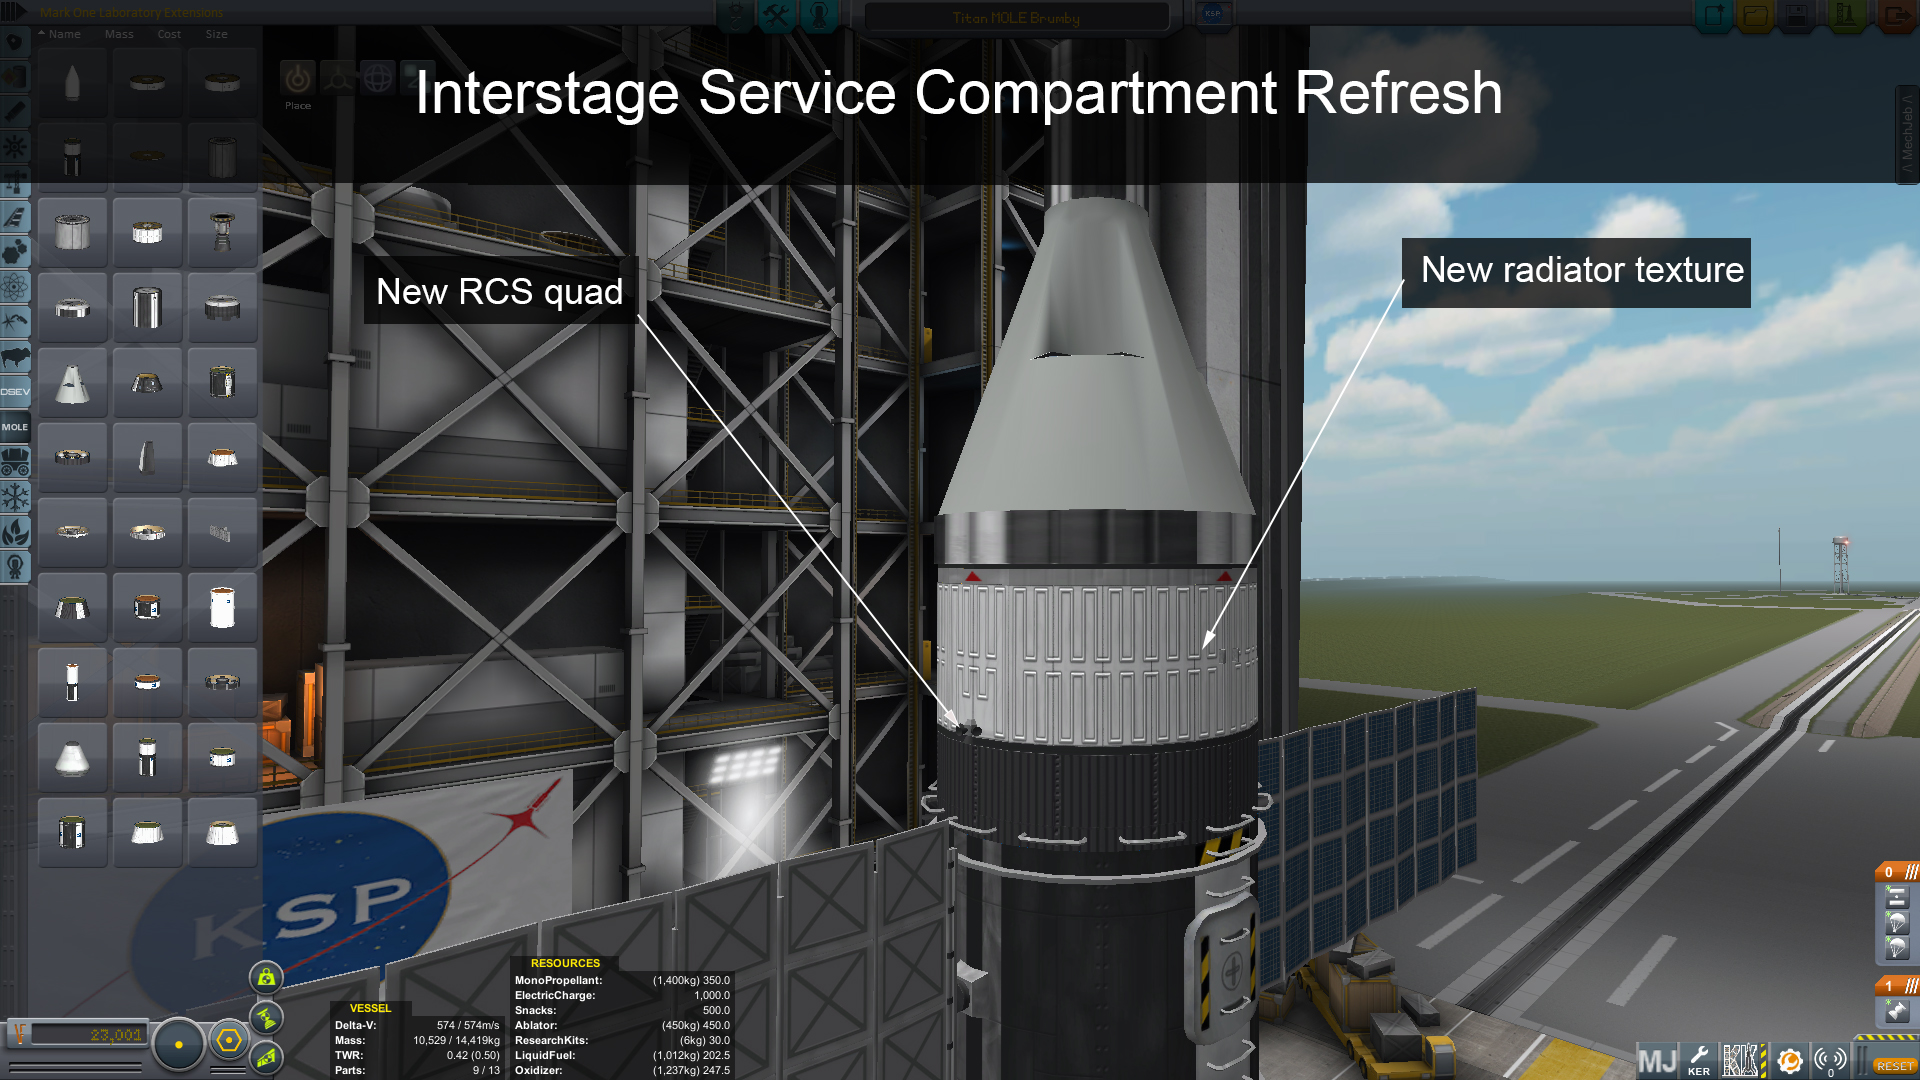 Mark One Laboratory Extensions
Titan MOLE Brumby
KSP
Name Mass Cost Size
Place
Interstage Service Compartment Refresh
MechJeb
New RCS quad
New radiator texture
DSEV
MOLE
KSP
RESOURCES
MonoPropellant: (1,400kg) 350.0
ElectricCharge: 1,000.0
Snacks: 500.0
Ablator: (450kg) 450.0
ResearchKits: (6kg) 30.0
LiquidFuel: (1,012kg) 202.5
Oxidizer: (1,237kg) 247.5
VESSEL
Delta-V: 574 / 574m/s
Mass: 10,529 / 14,419kg
TWR: 0.42 (0.50)
Parts: 9 / 13
23,001
0
1
MJ
KER
0
RESET